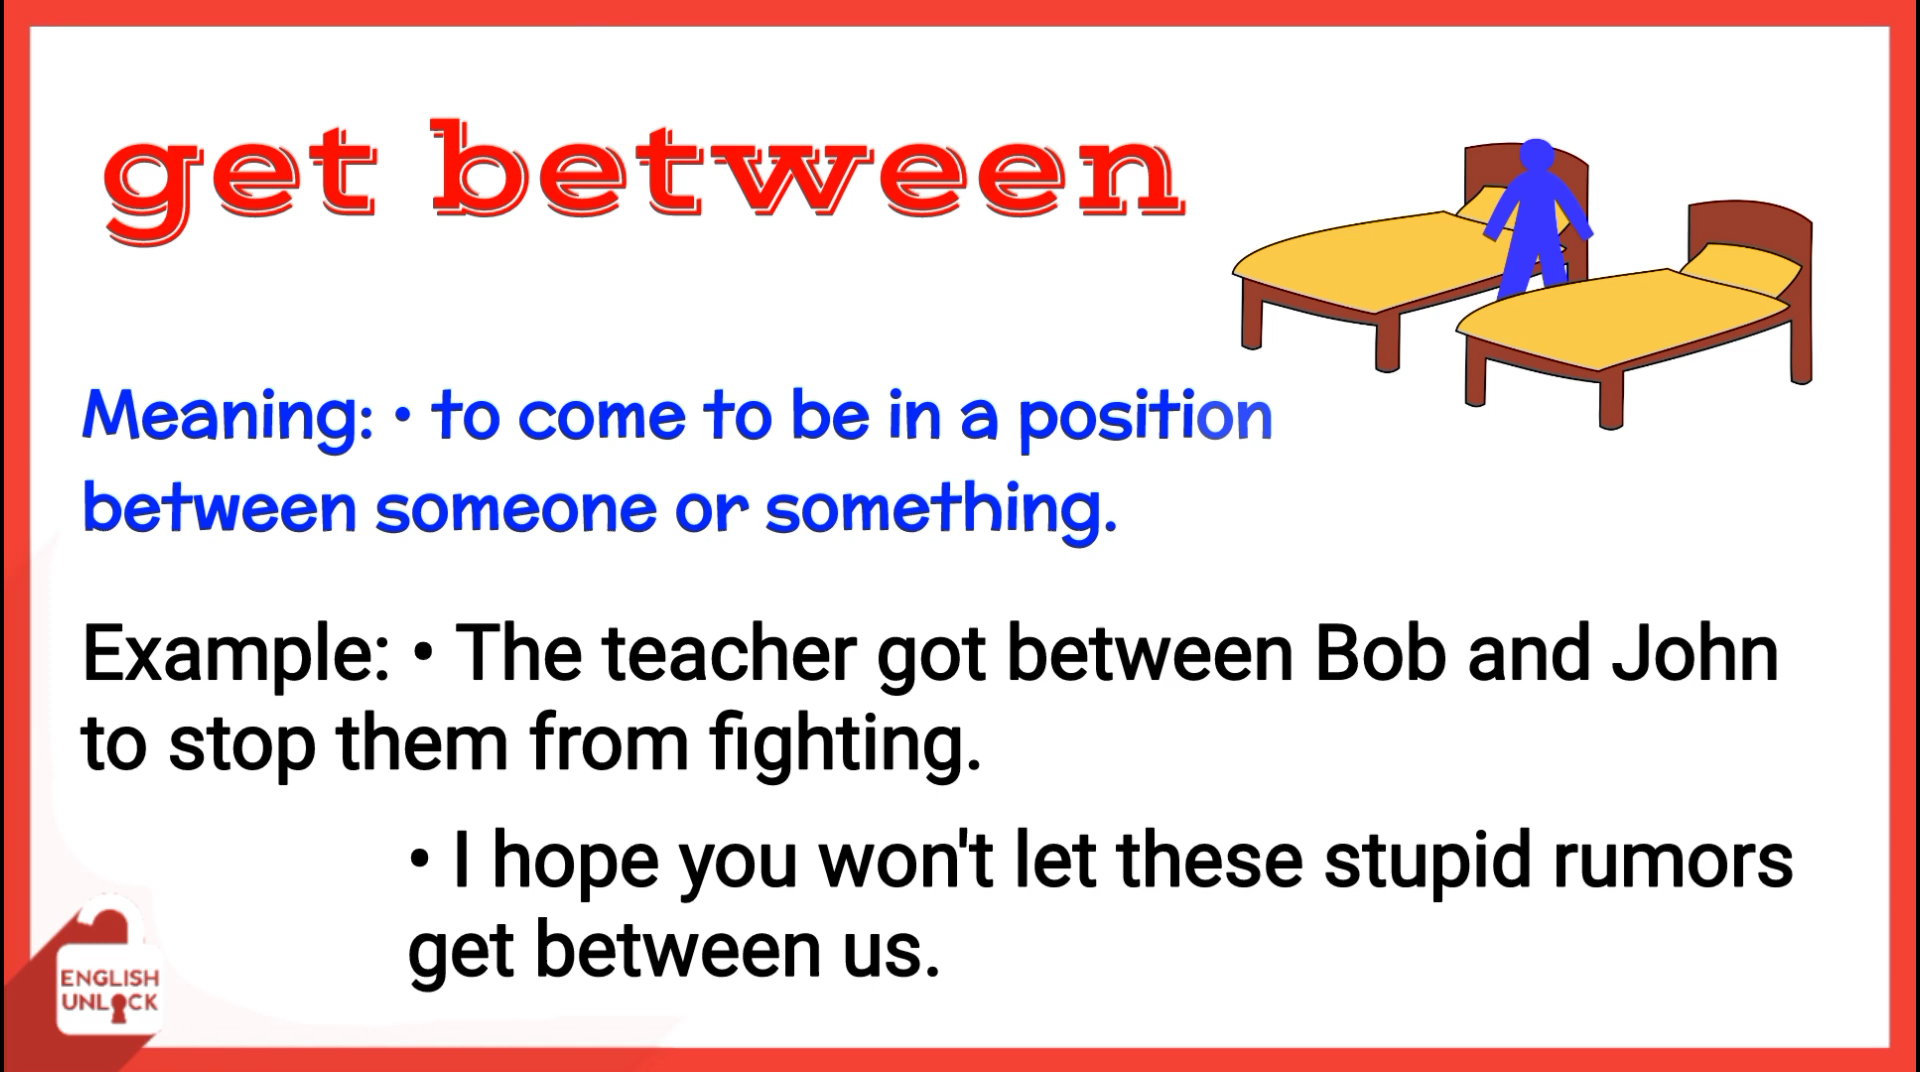 get between
Meaning: • to come to be in a position
between someone or something.
Example: • The teacher got between Bob and John
to stop them from fighting.
• I hope you won't let these stupid rumors
get between us.
ENGLISH
UNLOCK